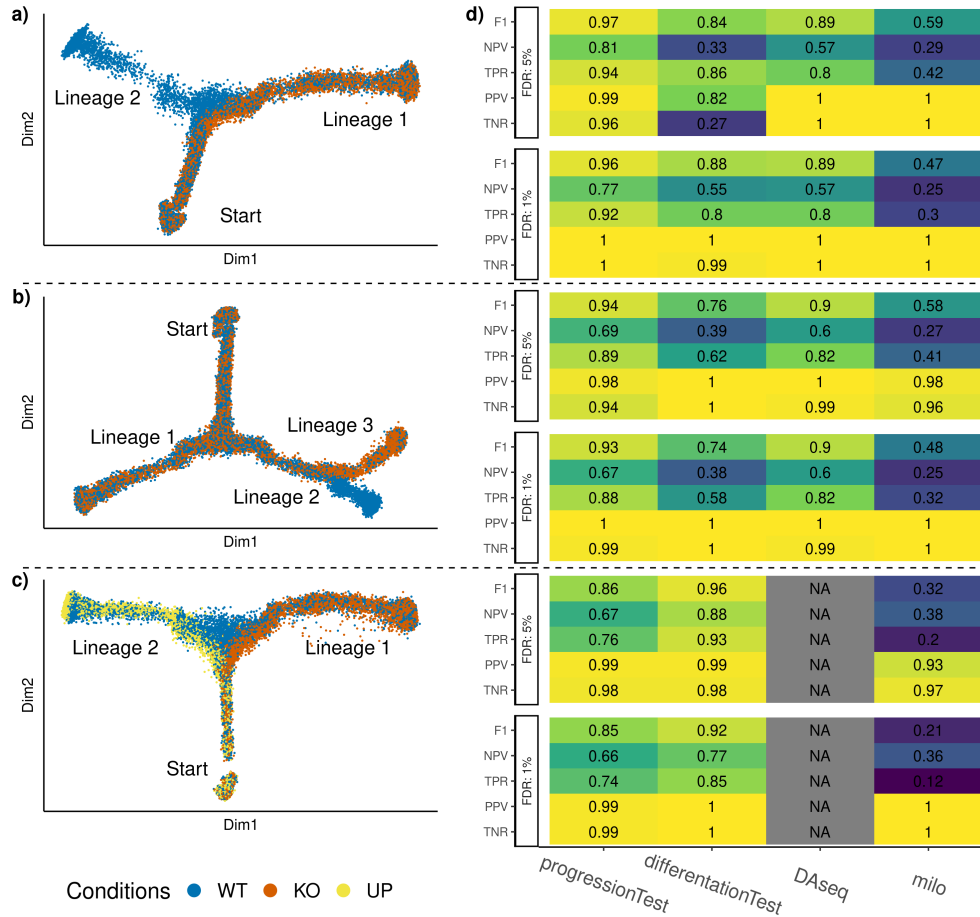 a)
Lineage 2
Lineage 1
Start
Dim2
Dim1
b)
Start
Lineage 1
Lineage 3
Lineage 2
Dim2
Dim1
c)
Lineage 2
Lineage 1
Start
Dim2
Dim1
Conditions WT KO UP
d)
FDR: 5%
F1 0.97 0.84 0.89 0.59
NPV 0.81 0.33 0.57 0.29
TPR 0.94 0.86 0.8 0.42
PPV 0.99 0.82 1 1
TNR 0.96 0.27 1 1
FDR: 1%
F1 0.96 0.88 0.89 0.47
NPV 0.77 0.55 0.57 0.25
TPR 0.92 0.8 0.8 0.3
PPV 1 1 1 1
TNR 1 0.99 1 1
FDR: 5%
F1 0.94 0.76 0.9 0.58
NPV 0.69 0.39 0.6 0.27
TPR 0.89 0.62 0.82 0.41
PPV 0.98 1 1 0.98
TNR 0.94 1 0.99 0.96
FDR: 1%
F1 0.93 0.74 0.9 0.48
NPV 0.67 0.38 0.6 0.25
TPR 0.88 0.58 0.82 0.32
PPV 1 1 1 1
TNR 0.99 1 0.99 1
FDR: 5%
F1 0.86 0.96 NA 0.32
NPV 0.67 0.88 NA 0.38
TPR 0.76 0.93 NA 0.2
PPV 0.99 0.99 NA 0.93
TNR 0.98 0.98 NA 0.97
FDR: 1%
F1 0.85 0.92 NA 0.21
NPV 0.66 0.77 NA 0.36
TPR 0.74 0.85 NA 0.12
PPV 0.99 1 NA 1
TNR 0.99 1 NA 1
progressionTest differentationTest DAseq milo